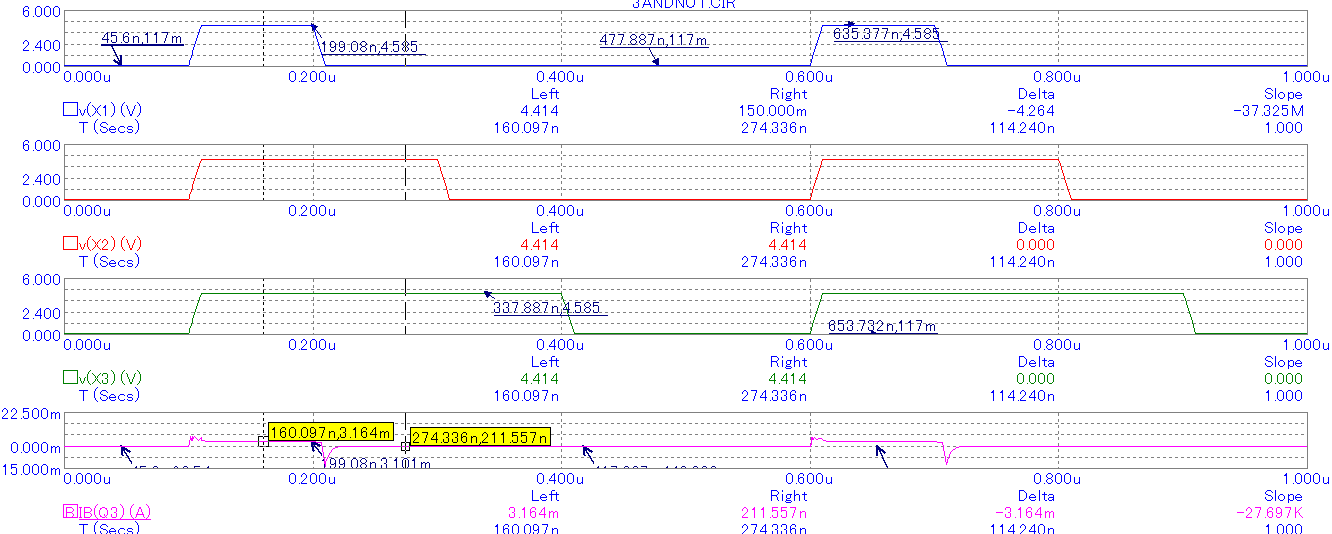 3ANDNOT.CIR
6.000
45.6n,117m
199.08n,4.585
477.887n,117m
635.377n,4.585
2.400
0.000
0.000u 0.200u 0.400u 0.600u 0.800u 1.000u
Left Right Delta Slope
v(X1) (V) 4.414 150.000m -4.264 -37.325M
T (Secs) 160.097n 274.336n 114.240n 1.000
6.000
2.400
0.000
0.000u 0.200u 0.400u 0.600u 0.800u 1.000u
Left Right Delta Slope
v(X2) (V) 4.414 4.414 0.000 0.000
T (Secs) 160.097n 274.336n 114.240n 1.000
6.000
337.887n,4.585
2.400
653.732n,117m
0.000
0.000u 0.200u 0.400u 0.600u 0.800u 1.000u
Left Right Delta Slope
v(X3) (V) 4.414 4.414 0.000 0.000
T (Secs) 160.097n 274.336n 114.240n 1.000
22.500m
160.097n,3.164m
274.336n,211.557n
0.000m
199.08n,3.101m
15.000m
0.000u 0.200u 0.400u 0.600u 0.800u 1.000u
Left Right Delta Slope
B IB(Q3) (A) 3.164m 211.557n -3.164m -27.697K
T (Secs) 160.097n 274.336n 114.240n 1.000